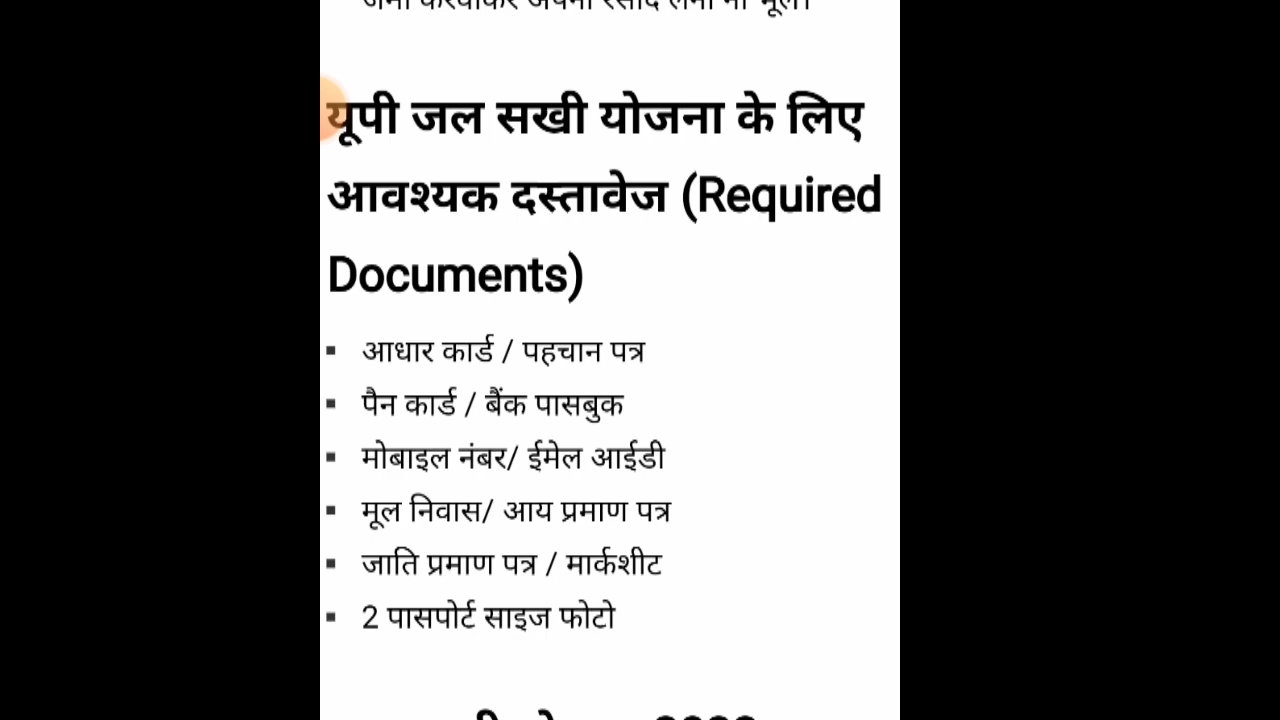 यूपी जल सखी योजना के लिए
आवश्यक दस्तावेज (Required
Documents)
▪ आधार कार्ड / पहचान पत्र
▪ पैन कार्ड / बैंक पासबुक
▪ मोबाइल नंबर/ ईमेल आईडी
▪ मूल निवास/ आय प्रमाण पत्र
▪ जाति प्रमाण पत्र / मार्कशीट
▪ 2 पासपोर्ट साइज फोटो